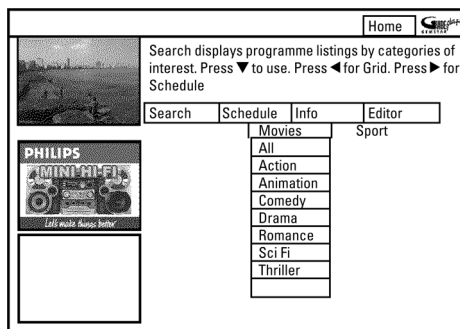 Home GUIDE Plus+
GEMSTAR
Search displays programme listings by categories of
interest. Press ▼ to use. Press ◀ for Grid. Press ▶ for
Schedule
Search Schedule Info Editor
Movies Sport
All
Action
Animation
Comedy
Drama
Romance
Sci Fi
Thriller
PHILIPS
MINI-HI-FI
Let's make things better